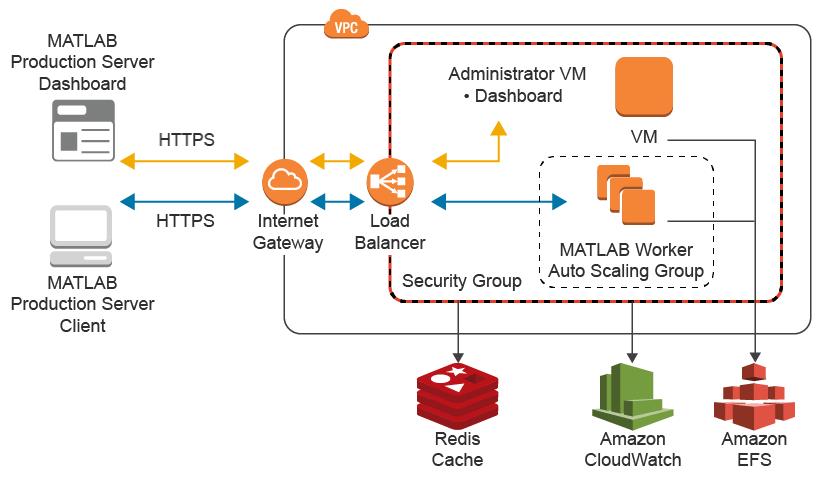 VPC
MATLAB
Production Server
Dashboard
HTTPS
HTTPS
MATLAB
Production Server
Client
Internet
Gateway
Load
Balancer
Administrator VM
• Dashboard
VM
MATLAB Worker
Auto Scaling Group
Security Group
Redis
Cache
Amazon
CloudWatch
Amazon
EFS